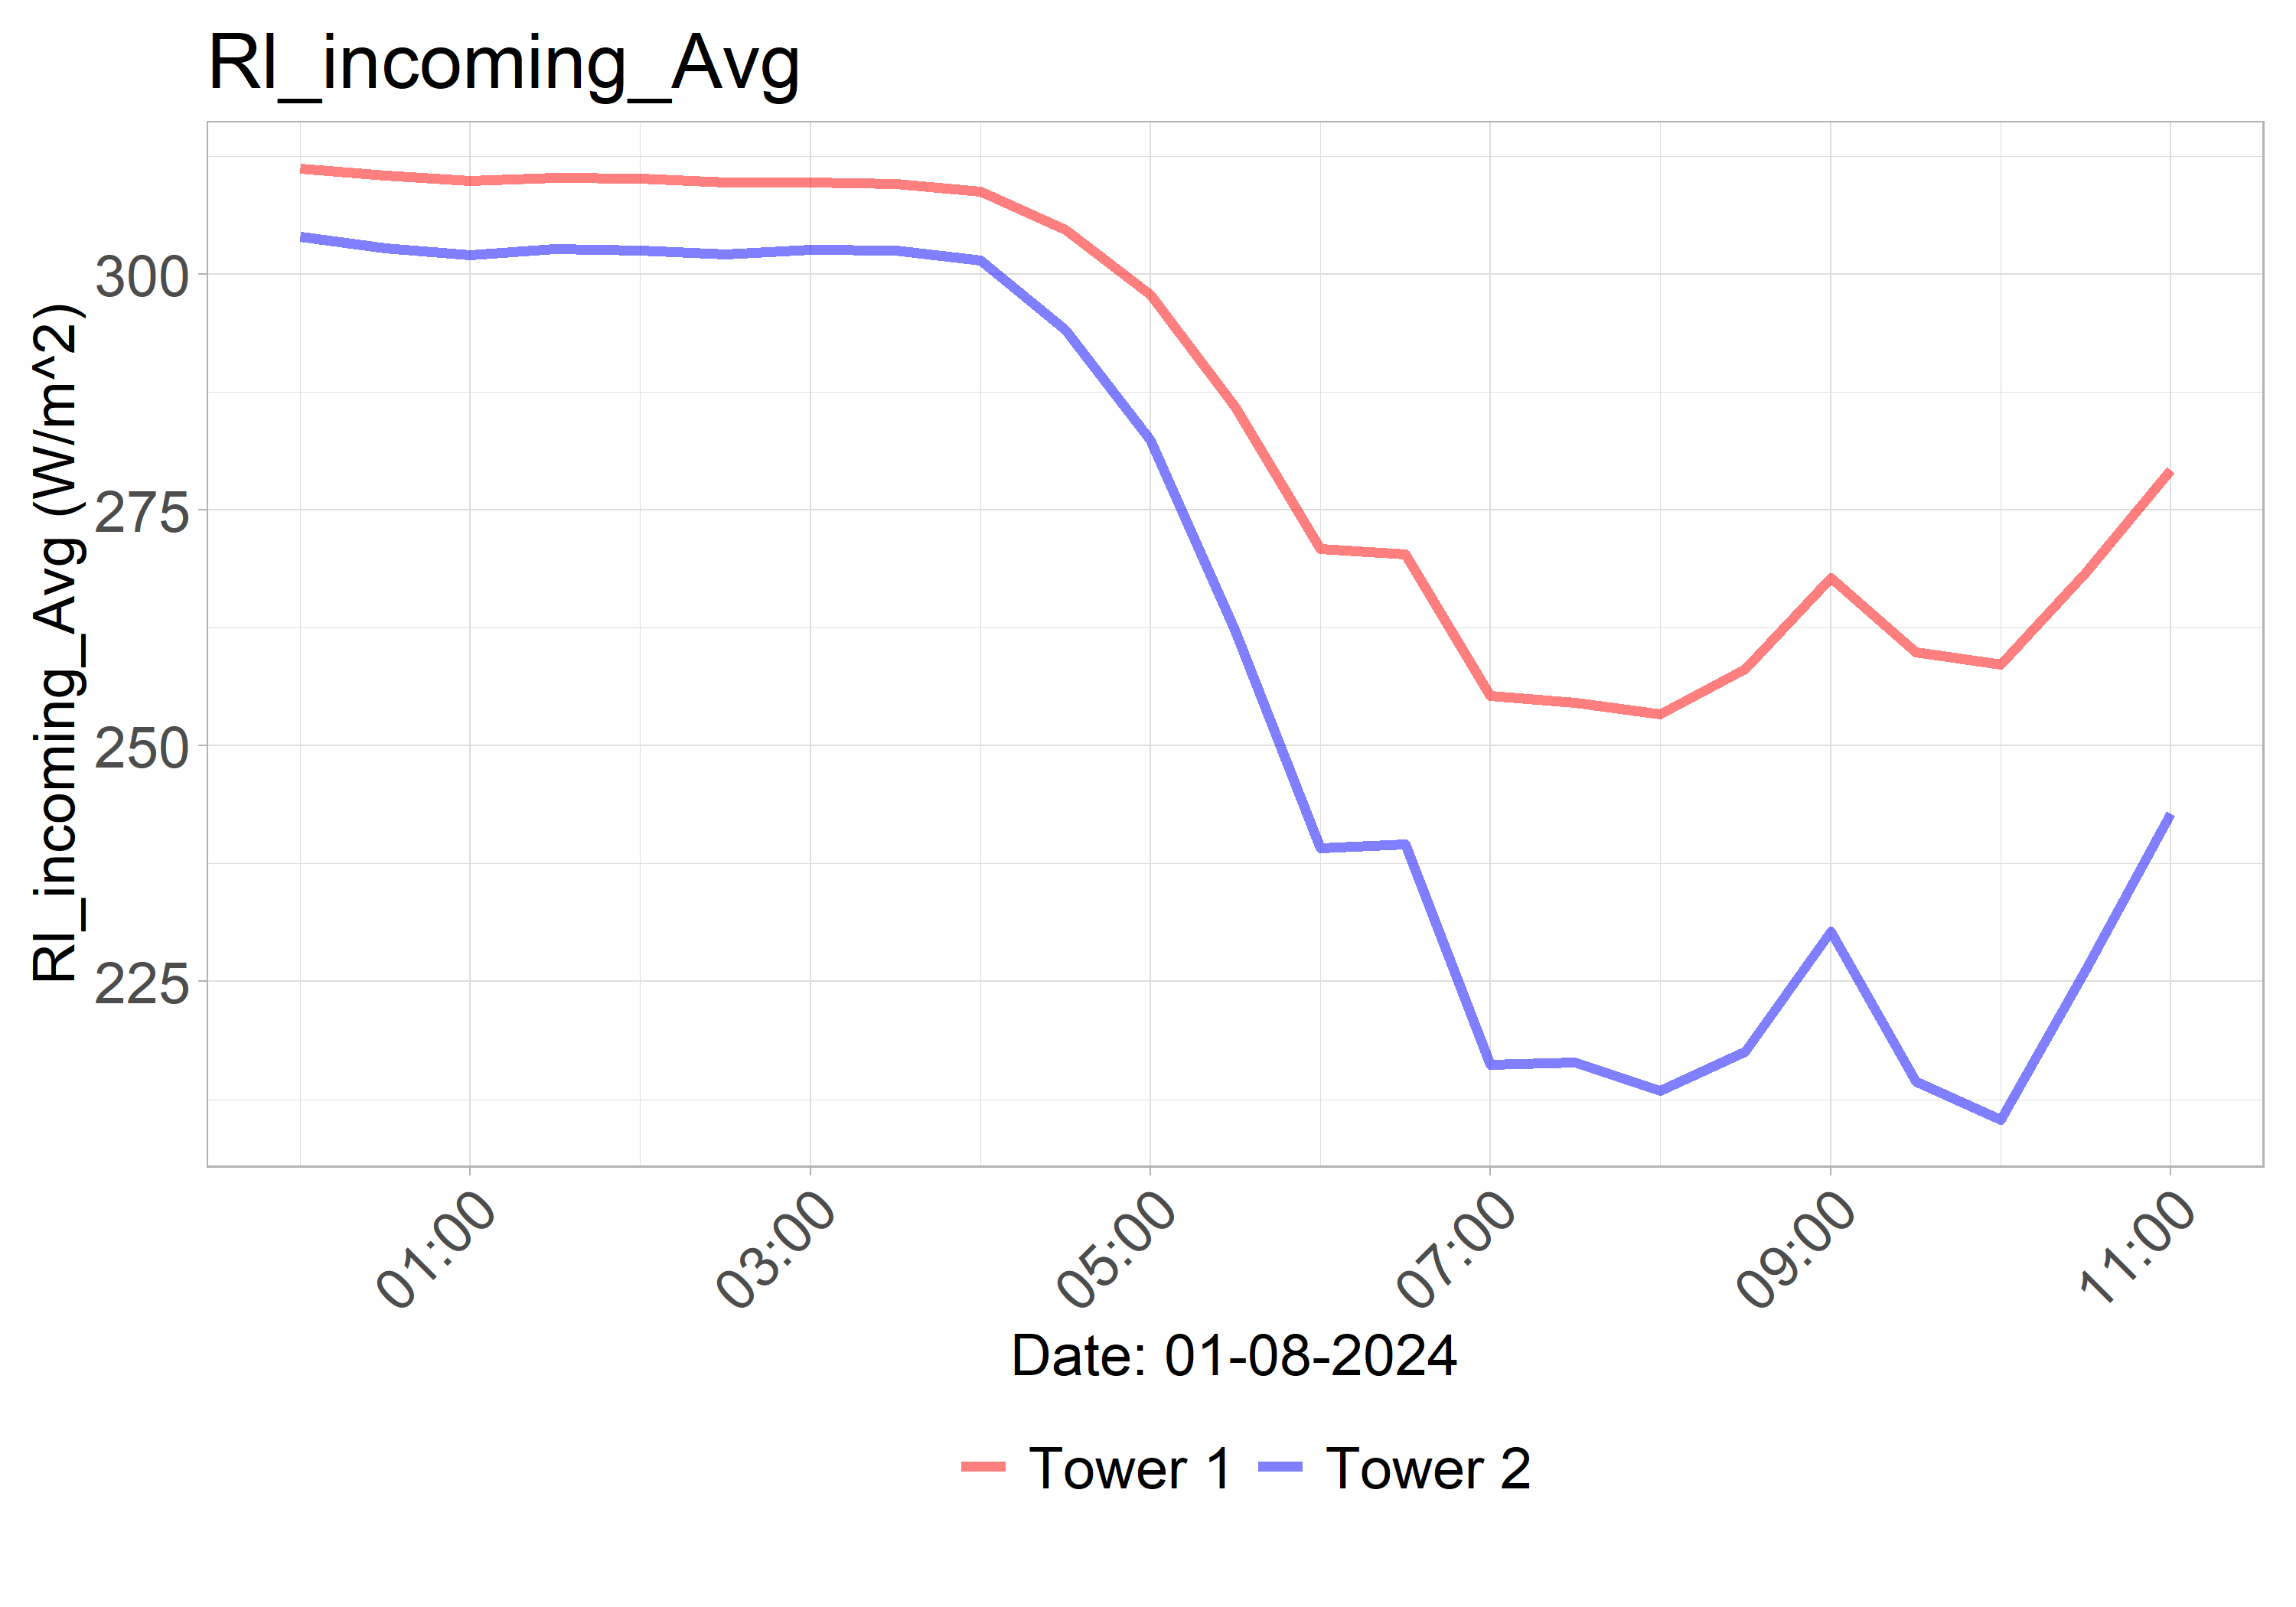 Rl_incoming_Avg
Rl_incoming_Avg (W/m^2)
300
275
250
225
01:00
03:00
05:00
07:00
09:00
11:00
Date: 01-08-2024
Tower 1
Tower 2